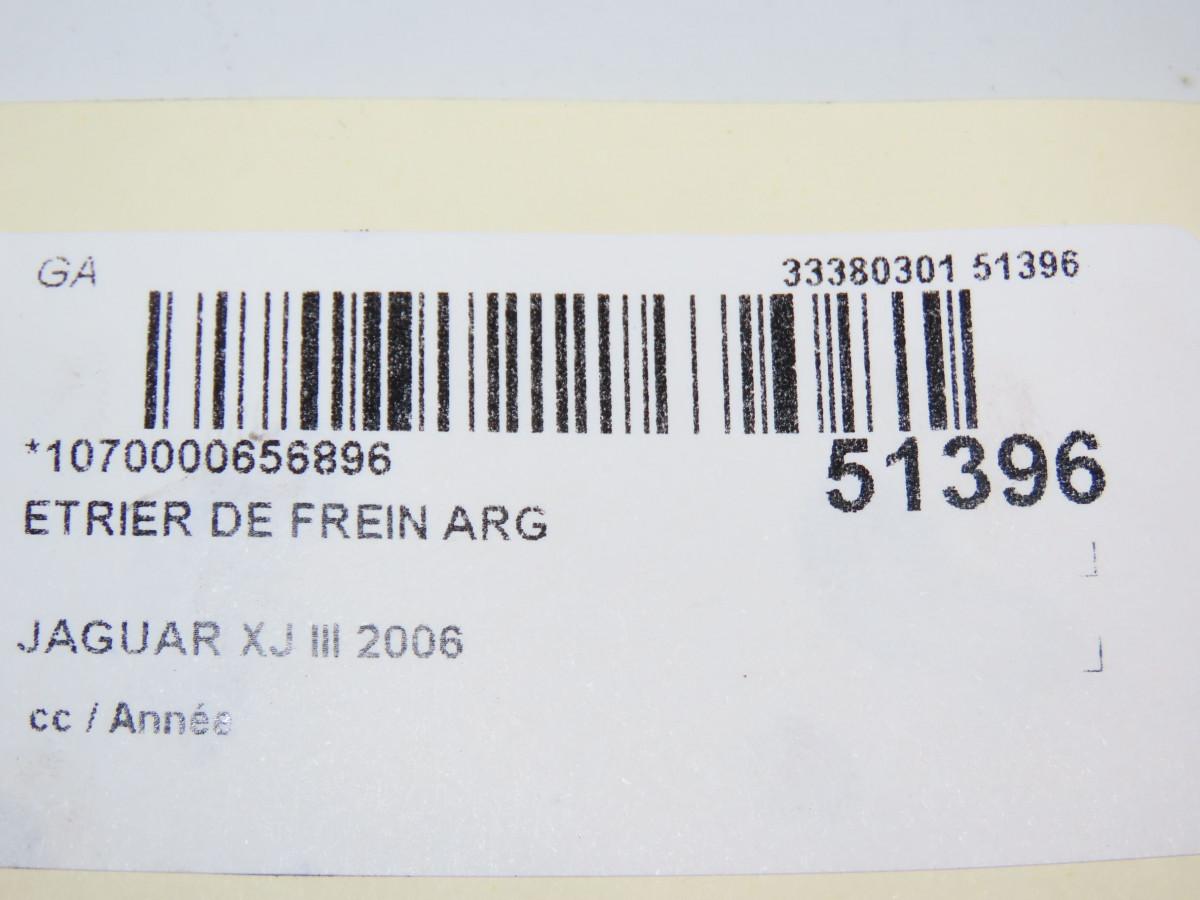 GA 33380301 51396
*1070000656896
51396
ETRIER DE FREIN ARG
JAGUAR XJ III 2006
cc / Année